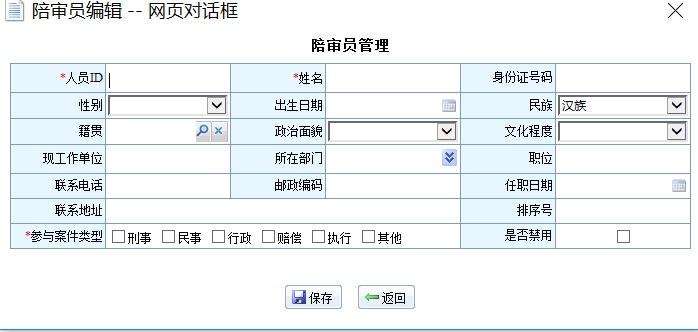 陪审员编辑 -- 网页对话框
陪审员管理
*人员ID *姓名 身份证号码
性别 出生日期 民族 汉族
籍贯 政治面貌 文化程度
现工作单位 所在部门 职位
联系电话 邮政编码 任职日期
联系地址 排序号
*参与案件类型 刑事 民事 行政 赔偿 执行 其他 是否禁用
保存 返回